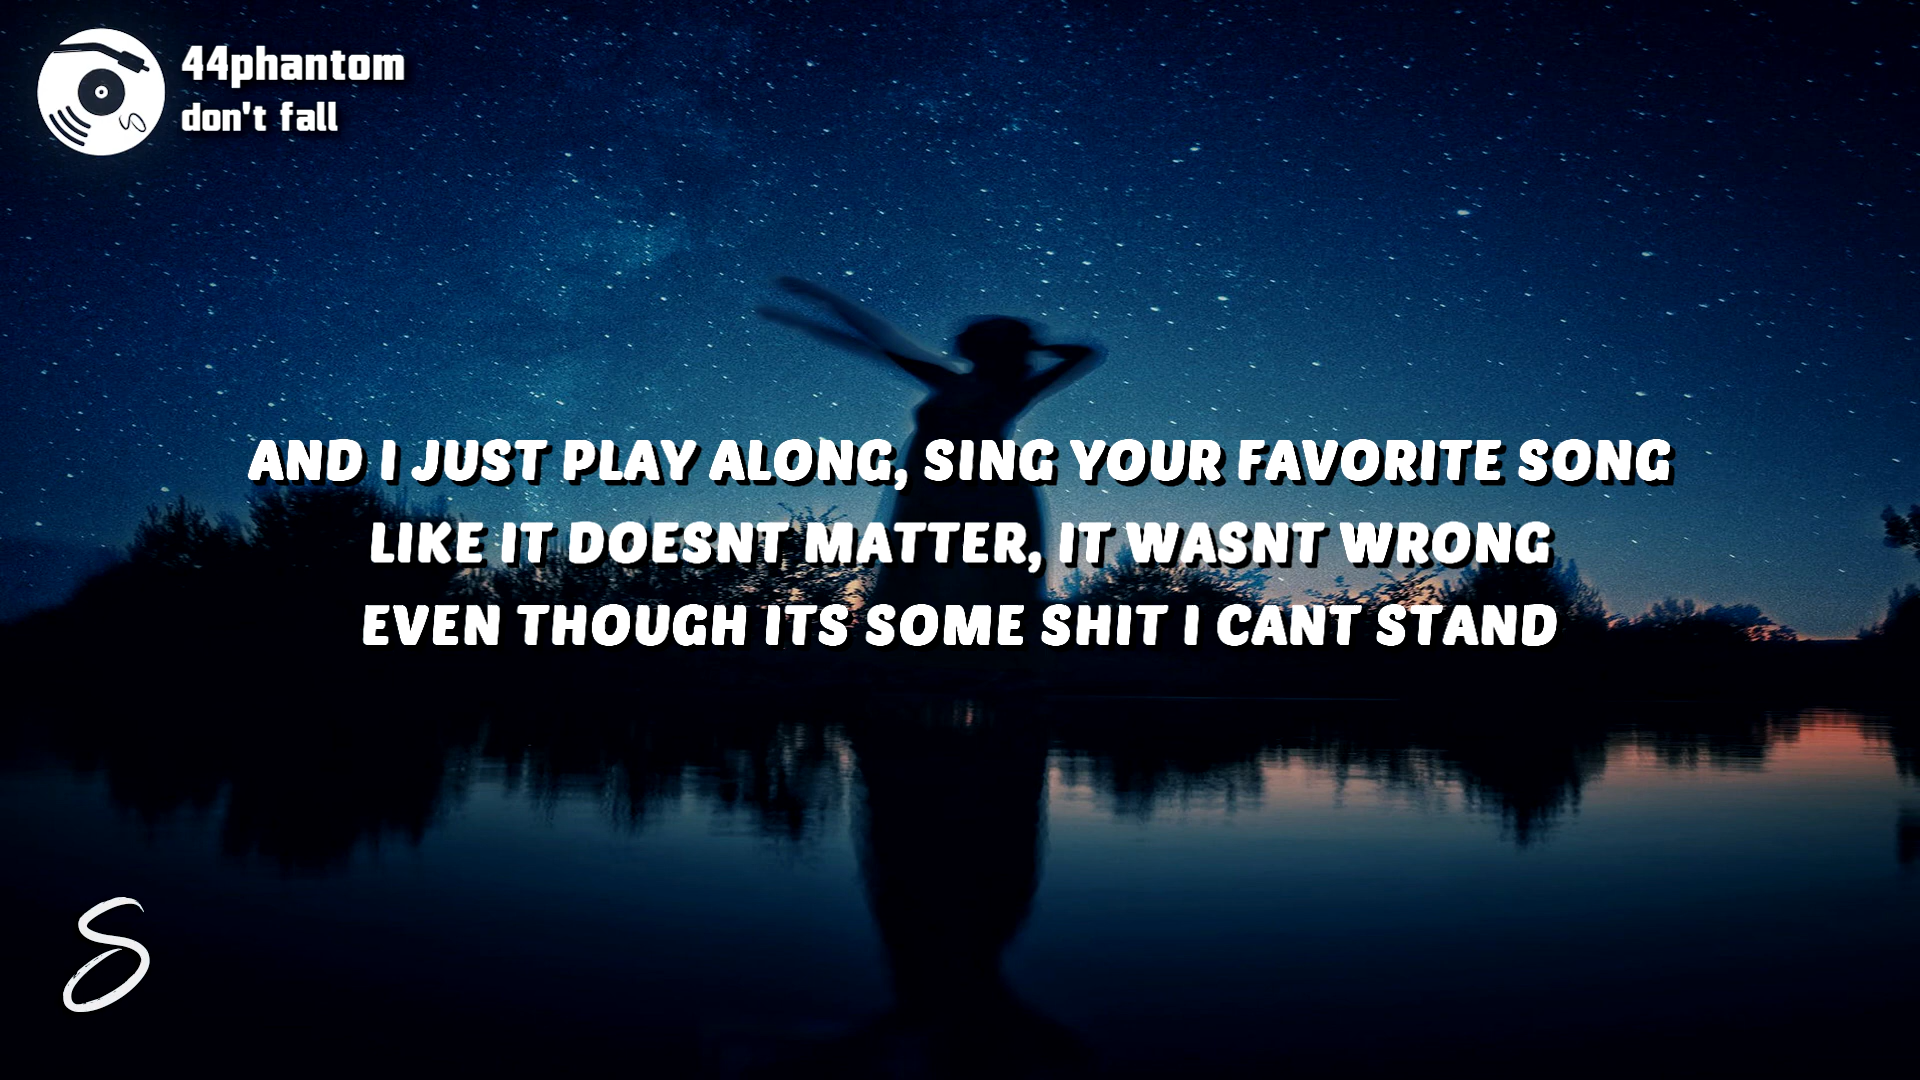 44phantom
don't fall
AND I JUST PLAY ALONG, SING YOUR FAVORITE SONG
LIKE IT DOESNT MATTER, IT WASNT WRONG
EVEN THOUGH ITS SOME SHIT I CANT STAND
S